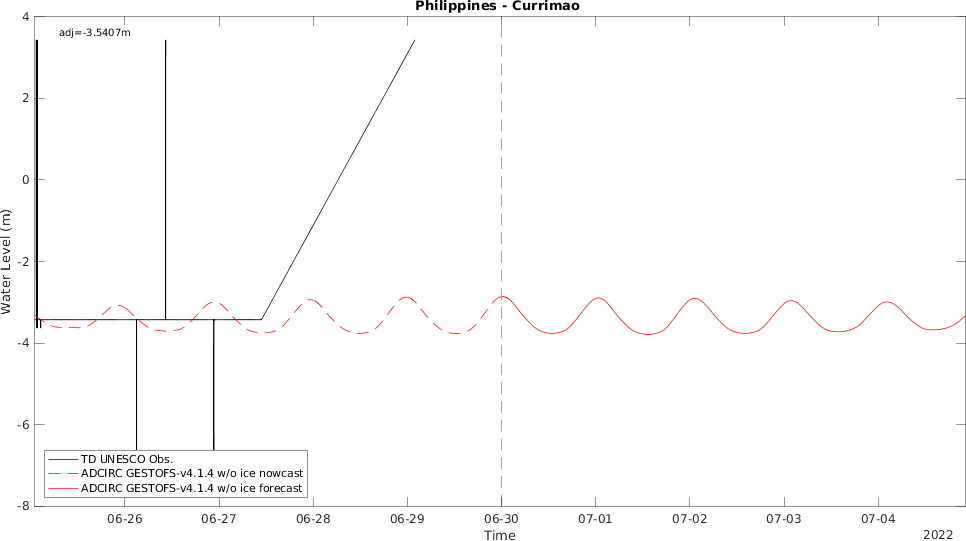 Philippines - Currimao
adj=-3.5407m
4
2
0
-2
-4
-6
-8
Water Level (m)
TD UNESCO Obs.
ADCIRC GESTOFS-v4.1.4 w/o ice nowcast
ADCIRC GESTOFS-v4.1.4 w/o ice forecast
06-26 06-27 06-28 06-29 06-30 07-01 07-02 07-03 07-04
Time
2022